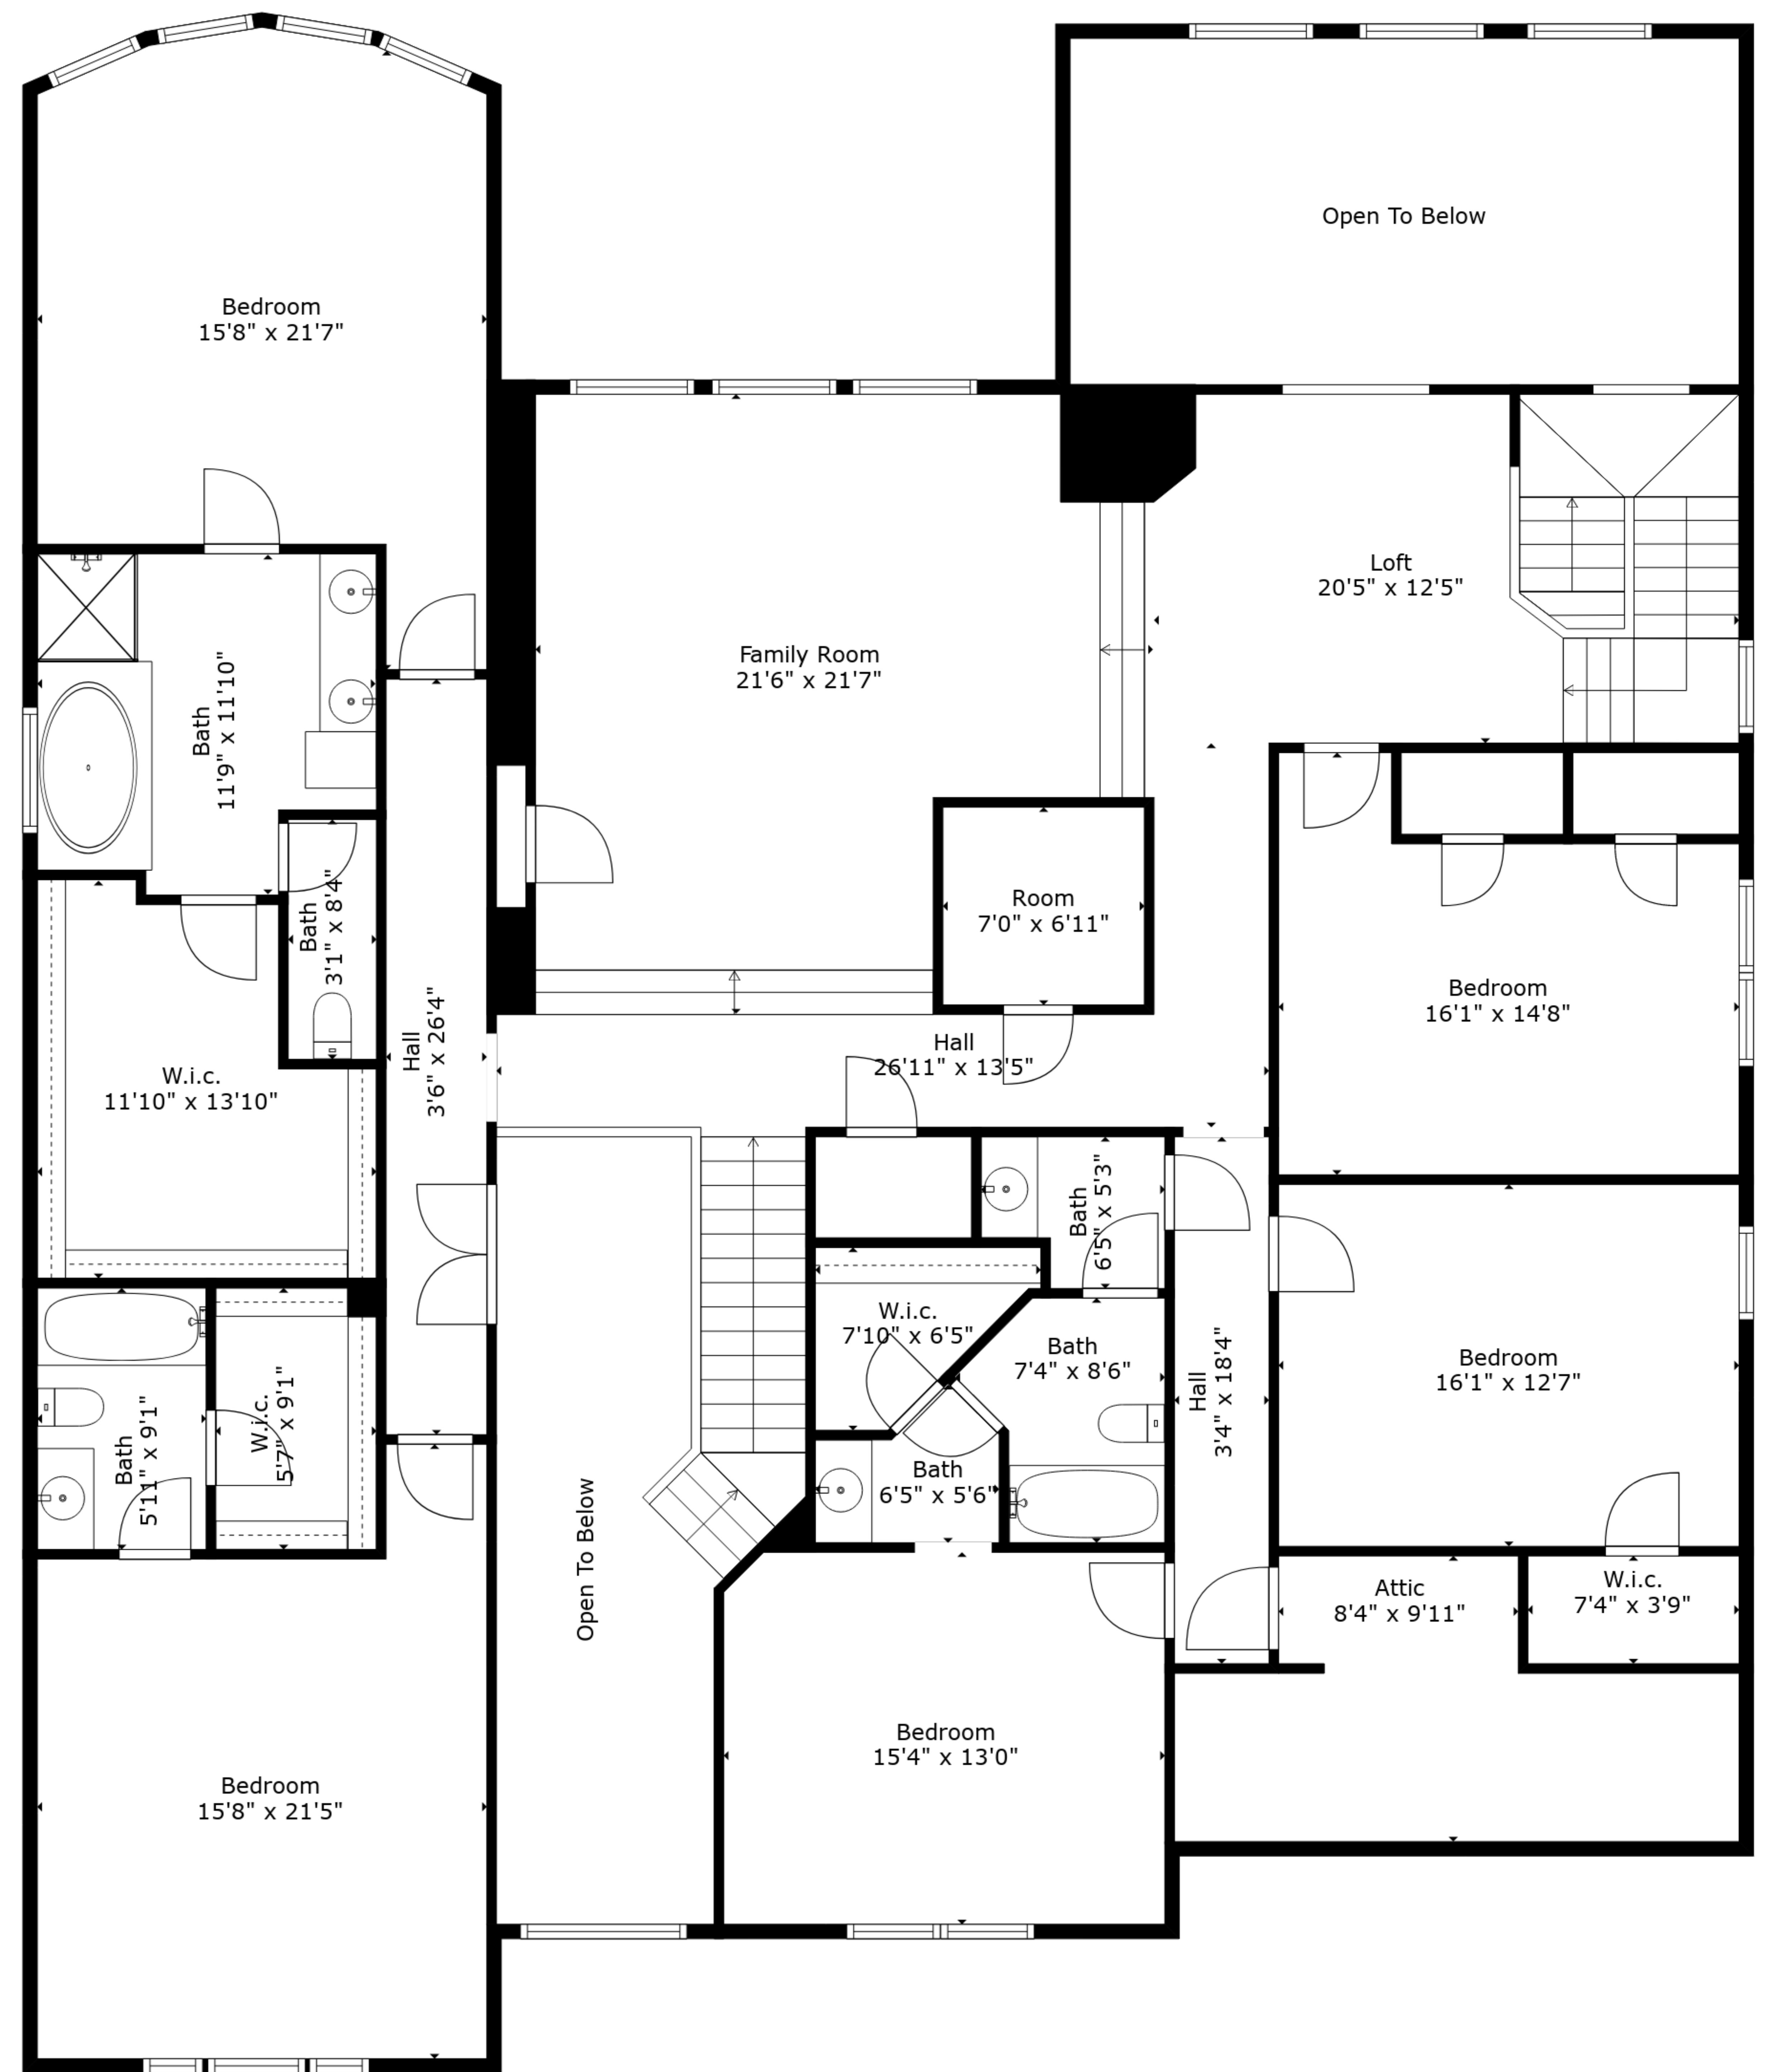 Open To Below
Bedroom
15'8" x 21'7"
Loft
20'5" x 12'5"
Family Room
21'6" x 21'7"
Bath
11'9" x 11'10"
Room
7'0" x 6'11"
Bath
3'1" x 8'4"
Bedroom
16'1" x 14'8"
Hall
3'6" x 26'4"
Hall
26'11" x 13'5"
W.i.c.
11'10" x 13'10"
Bath
6'5" x 5'3"
W.i.c.
7'10" x 6'5"
Bath
7'4" x 8'6"
Hall
3'4" x 18'4"
Bedroom
16'1" x 12'7"
Bath
5'11" x 9'1"
W.i.c.
5'7" x 9'1"
Bath
6'5" x 5'6"
Open To Below
Attic
8'4" x 9'11"
W.i.c.
7'4" x 3'9"
Bedroom
15'4" x 13'0"
Bedroom
15'8" x 21'5"